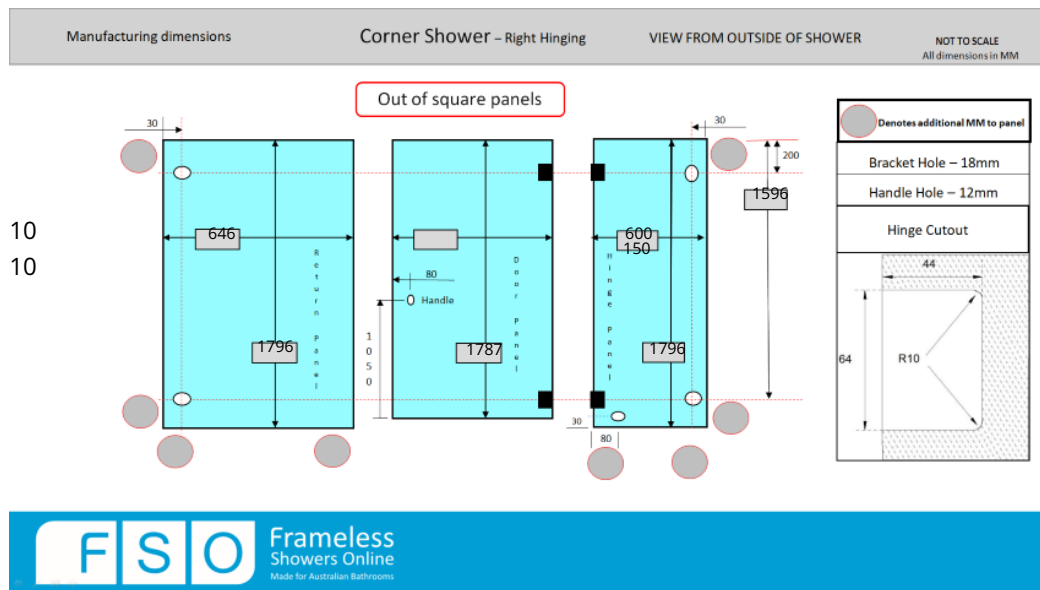 Manufacturing dimensions
Corner Shower – Right Hinging
VIEW FROM OUTSIDE OF SHOWER
NOT TO SCALE
All dimensions in MM
Out of square panels
30
30
200
1596
Denotes additional MM to panel
Bracket Hole – 18mm
Handle Hole – 12mm
Hinge Cutout
44
64
R10
10
10
646
Return Panel
1796
80
Handle
1050
Door Panel
1787
600
150
Hinge Panel
1796
30
80
FSO
Frameless
Showers Online
Made for Australian Bathrooms